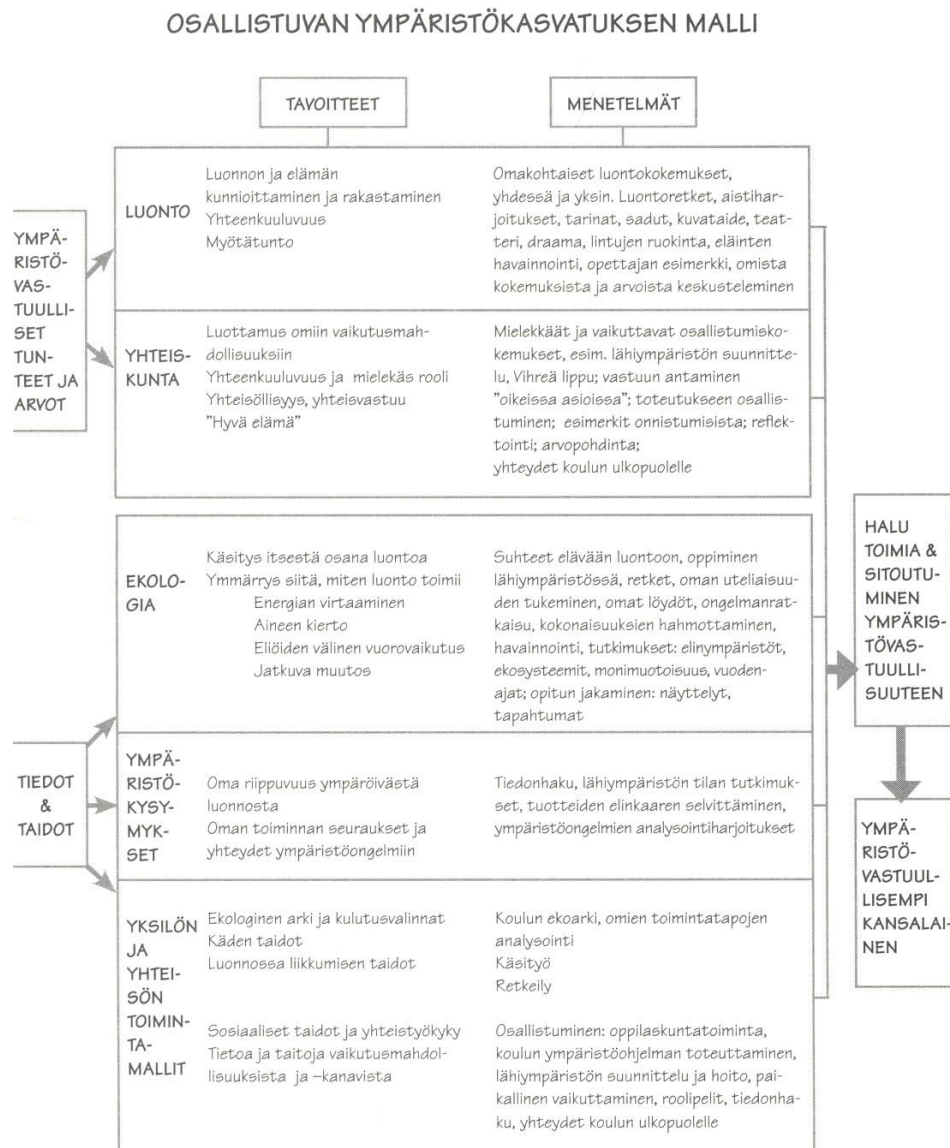 OSALLISTUVAN YMPÄRISTÖKASVATUKSEN MALLI
TAVOITTEET
MENETELMÄT
YMPÄ-
RISTÖ-
VAS-
TUULLI-
SET
TUN-
TEET JA
ARVOT
LUONTO
Luonnon ja elämän
kunnioittaminen ja rakastaminen
Yhteenkuuluvuus
Myötätunto
Omakohtaiset luontokokemukset,
yhdessä ja yksin. Luontoretket, aistihar-
joitukset, tarinat, sadut, kuvataide, teat-
teri, draama, lintujen ruokinta, eläinten
havainnointi, opettajan esimerkki, omista
kokemuksista ja arvoista keskusteleminen
YHTEIS-
KUNTA
Luottamus omiin vaikutusmah-
dollisuuksiin
Yhteenkuuluvuus ja mielekäs rooli
Yhteisöllisyys, yhteisvastuu
"Hyvä elämä"
Mielekkäät ja vaikuttavat osallistumisko-
kemukset, esim. lähiympäristön suunnitte-
lu, Vihreä lippu; vastuun antaminen
"oikeissa asioissa"; toteutukseen osallis-
tuminen; esimerkit onnistumisista; reflek-
tointi; arvopohdinta;
yhteydet koulun ulkopuolelle
TIEDOT
&
TAIDOT
EKOLO-
GIA
Käsitys itsestä osana luontoa
Ymmärrys siitä, miten luonto toimii
Energian virtaaminen
Aineen kierto
Eliöiden välinen vuorovaikutus
Jatkuva muutos
Suhteet elävään luontoon, oppiminen
lähiympäristössä, retket, oman uteliaisuu-
den tukeminen, omat löydöt, ongelmanrat-
kaisu, kokonaisuuksien hahmottaminen,
havainnointi, tutkimukset: elinympäristöt,
ekosysteemit, monimuotoisuus, vuoden-
ajat; opitun jakaminen: näyttelyt,
tapahtumat
YMPÄ-
RISTÖ-
KYSY-
MYK-
SET
Oma riippuvuus ympäröivästä
luonnosta
Oman toiminnan seuraukset ja
yhteydet ympäristöongelmiin
Tiedonhaku, lähiympäristön tilan tutkimuk-
set, tuotteiden elinkaaren selvittäminen,
ympäristöongelmien analysointiharjoitukset
YKSILÖN
JA
YHTEI-
SÖN
TOIMIN-
TA-
MALLIT
Ekologinen arki ja kulutusvalinnat
Käden taidot
Luonnossa liikkumisen taidot
Sosiaaliset taidot ja yhteistyökyky
Tietoa ja taitoja vaikutusmahdol-
lisuuksista ja –kanavista
Koulun ekoarki, omien toimintatapojen
analysointi
Käsityö
Retkeily
Osallistuminen: oppilaskuntatoiminta,
koulun ympäristöohjelman toteuttaminen,
lähiympäristön suunnittelu ja hoito, pai-
kallinen vaikuttaminen, roolipelit, tiedonha-
ku, yhteydet koulun ulkopuolelle
HALU
TOIMIA &
SITOUTU-
MINEN
YMPÄRIS-
TÖVAS-
TUULLI-
SUUTEEN
YMPÄ-
RISTÖ-
VASTUUL-
LISEMPI
KANSALAI-
NEN